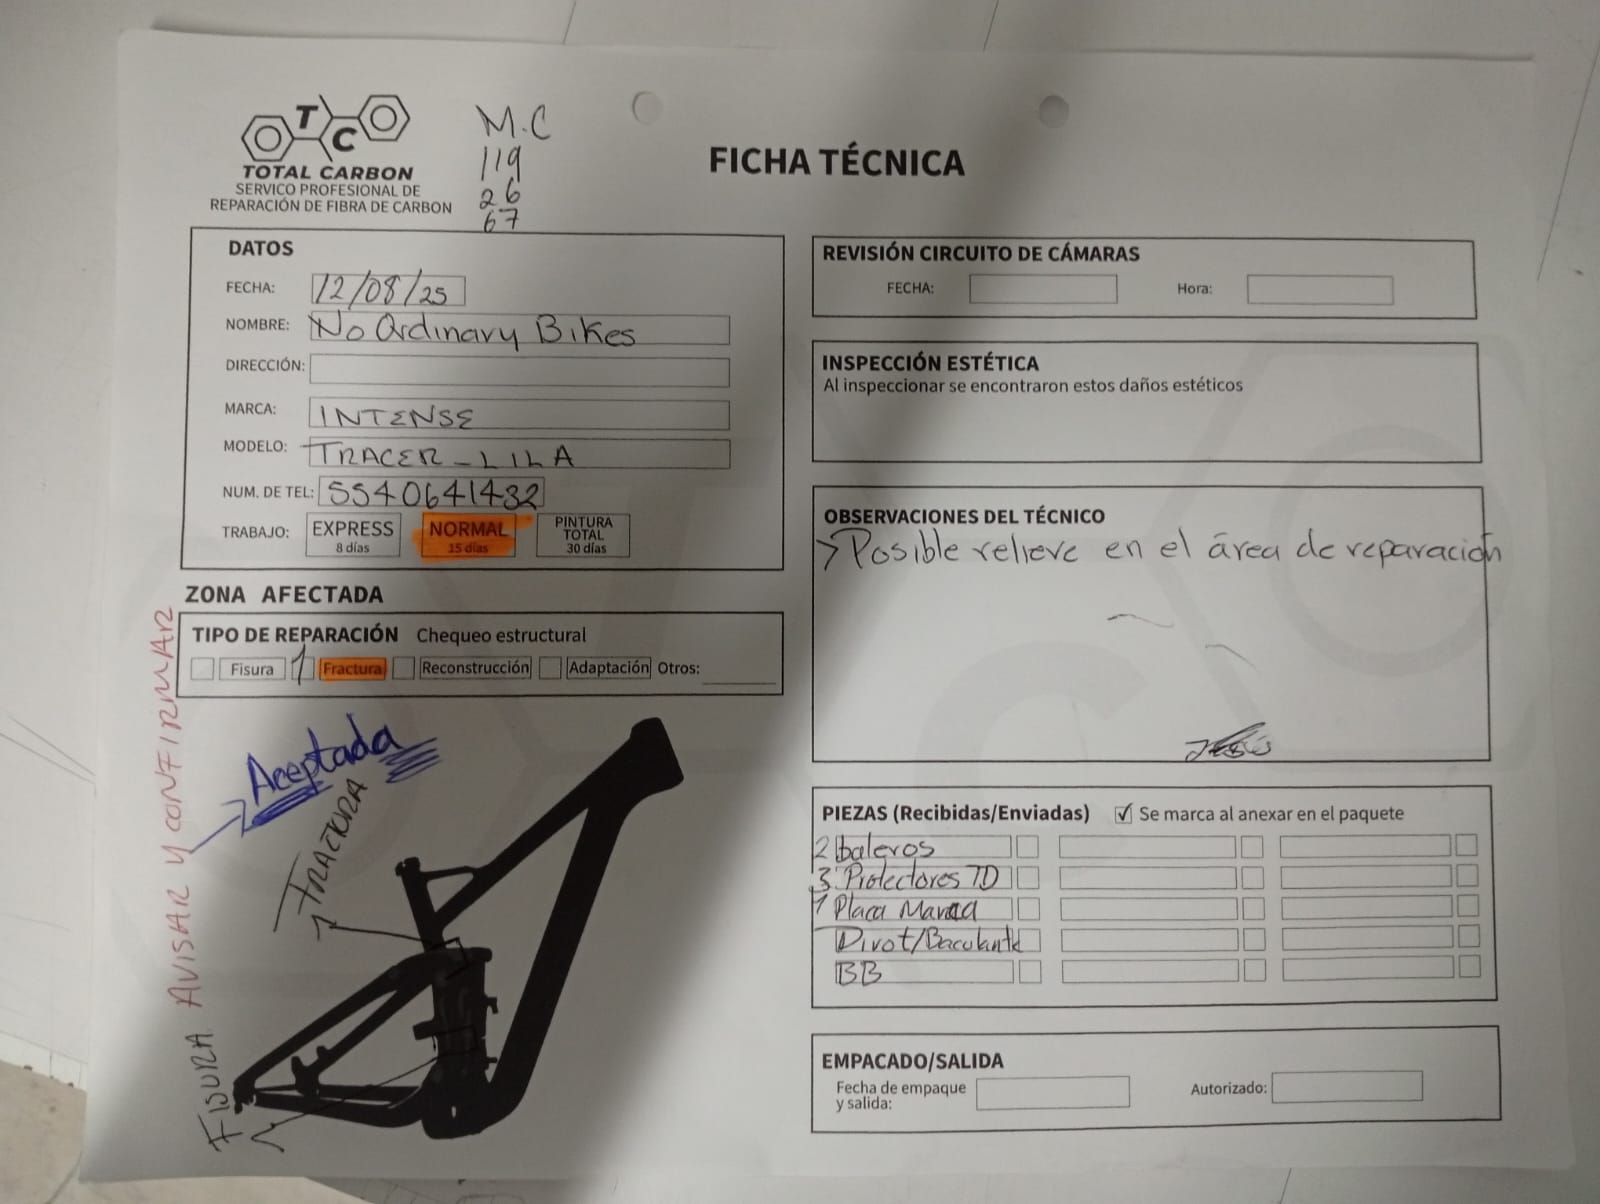 TC
TOTAL CARBON
SERVICO PROFESIONAL DE
REPARACIÓN DE FIBRA DE CARBON
M.C
119
26
67
FICHA TÉCNICA
DATOS
FECHA: 12/08/25
NOMBRE: No Ordinary Bikes
DIRECCIÓN:
MARCA: INTENSE
MODELO: TRACER_LILA
NUM. DE TEL: 5540641432
TRABAJO: EXPRESS 8 días NORMAL 15 días PINTURA TOTAL 30 días
ZONA AFECTADA
TIPO DE REPARACIÓN Chequeo estructural
Fisura 1 Fractura Reconstrucción Adaptación Otros:
AVISAR Y CONFIRMAR
Aceptada
FRACTURA
FISURA
REVISIÓN CIRCUITO DE CÁMARAS
FECHA: Hora:
INSPECCIÓN ESTÉTICA
Al inspeccionar se encontraron estos daños estéticos
OBSERVACIONES DEL TÉCNICO
>Posible relieve en el área de reparación
PIEZAS (Recibidas/Enviadas) Se marca al anexar en el paquete
2 baleros
3 Protectores TD
1 Placa Marca
Pivot/Baculante
BB
EMPACADO/SALIDA
Fecha de empaque
y salida:
Autorizado: